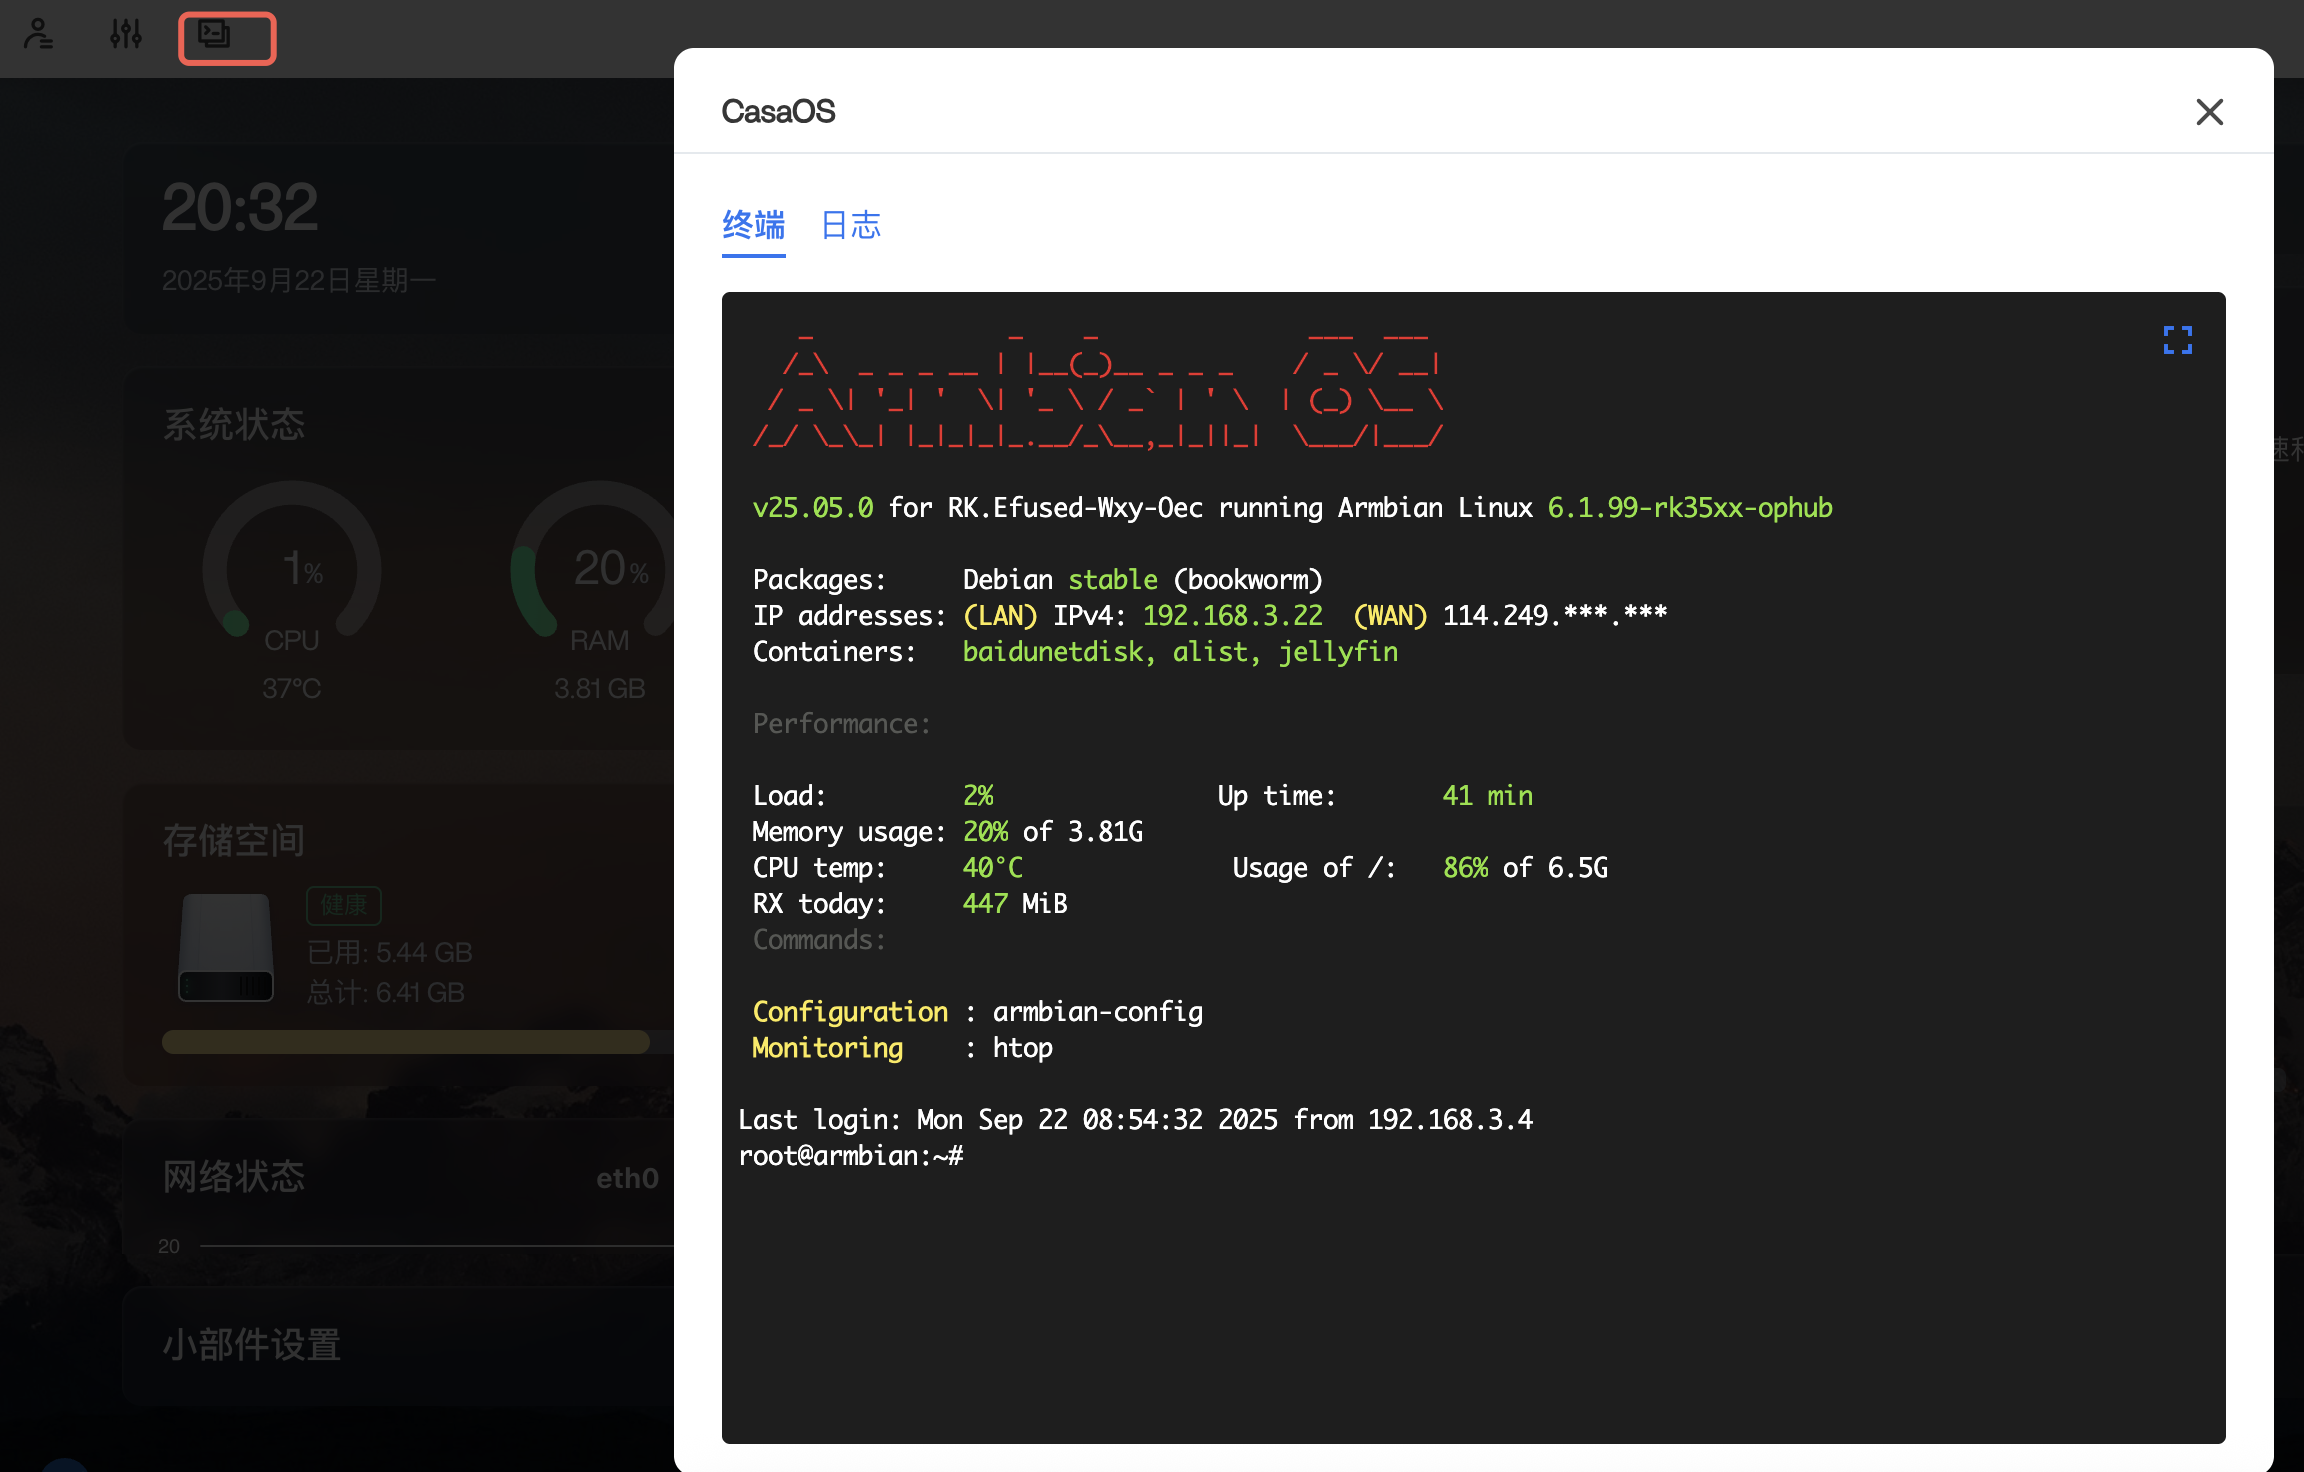 20:32
2025年9月22日星期一
系统状态
1%
CPU
37°C
20%
RAM
3.81 GB
存储空间
健康
已用: 5.44 GB
总计: 6.41 GB
网络状态
eth0
20
小部件设置
CasaOS
终端 日志
Armbian OS
v25.05.0 for RK.Efused-Wxy-Oec running Armbian Linux 6.1.99-rk35xx-ophub
Packages: Debian stable (bookworm)
IP addresses: (LAN) IPv4: 192.168.3.22 (WAN) 114.249.***.***
Containers: baidunetdisk, alist, jellyfin
Performance:
Load: 2% Up time: 41 min
Memory usage: 20% of 3.81G
CPU temp: 40°C Usage of /: 86% of 6.5G
RX today: 447 MiB
Commands:
Configuration : armbian-config
Monitoring : htop
Last login: Mon Sep 22 08:54:32 2025 from 192.168.3.4
root@armbian:~#